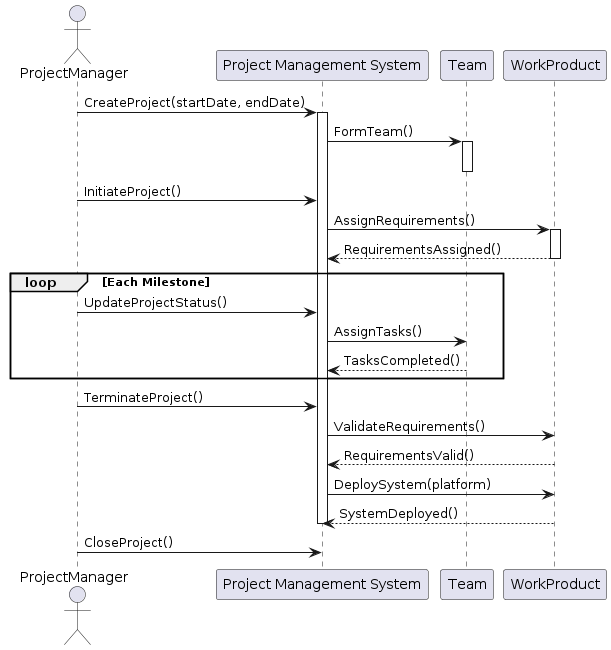 ProjectManager
Project Management System
Team
WorkProduct
CreateProject(startDate, endDate)
FormTeam()
InitiateProject()
AssignRequirements()
RequirementsAssigned()
loop
[Each Milestone]
UpdateProjectStatus()
AssignTasks()
TasksCompleted()
TerminateProject()
ValidateRequirements()
RequirementsValid()
DeploySystem(platform)
SystemDeployed()
CloseProject()
ProjectManager
Project Management System
Team
WorkProduct